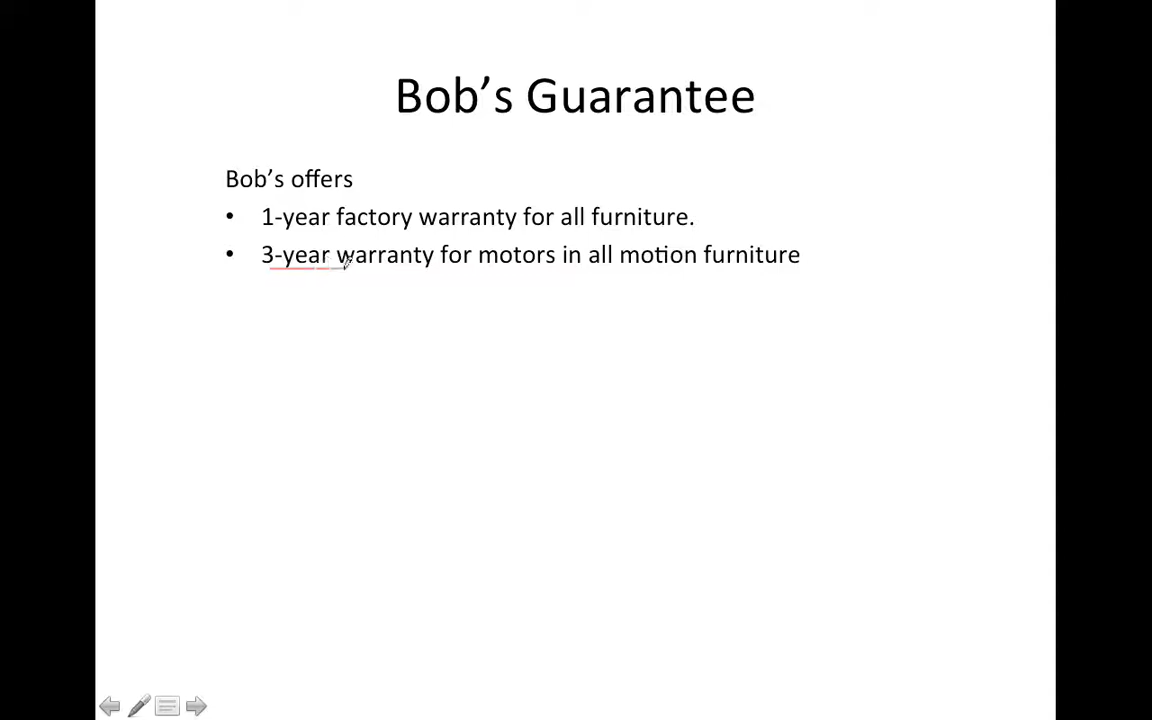 Bob’s Guarantee
Bob’s offers
• 1-year factory warranty for all furniture.
• 3-year warranty for motors in all motion furniture